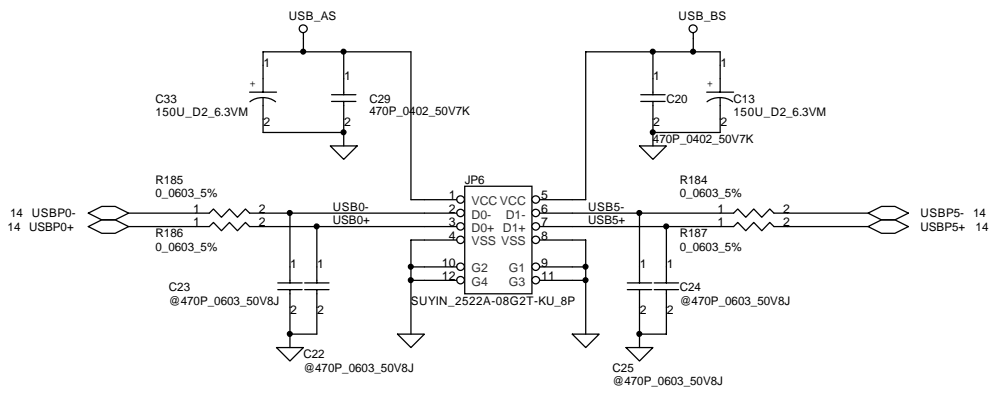 USB_AS
USB_BS
1
1
1
1
C33
150U_D2_6.3VM
+
C29
470P_0402_50V7K
C20
470P_0402_50V7K
+
C13
150U_D2_6.3VM
2
2
2
2
JP6
R185
0_0603_5%
R184
0_0603_5%
1 VCC VCC 5
14 USBP0- 1 2 USB0- 2 D0- D1- 6 USB5- 1 2 USBP5- 14
14 USBP0+ 1 2 USB0+ 3 D0+ D1+ 7 USB5+ 1 2 USBP5+ 14
4 VSS VSS 8
R186
0_0603_5%
R187
0_0603_5%
10 G2 G1 9
12 G4 G3 11
SUYIN_2522A-08G2T-KU_8P
1
1
1
1
C23
@470P_0603_50V8J
C24
@470P_0603_50V8J
2
2
2
2
C22
@470P_0603_50V8J
C25
@470P_0603_50V8J